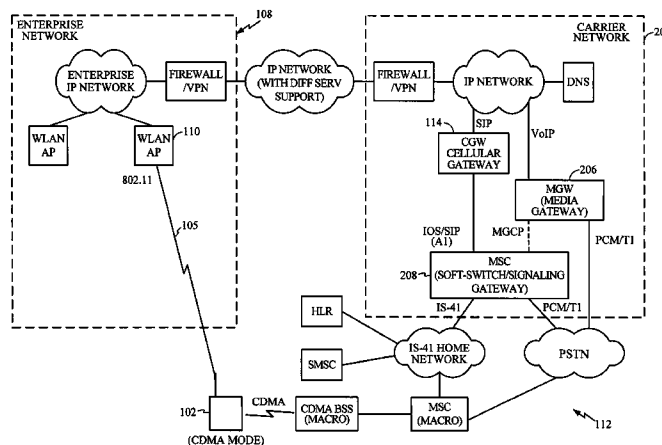 ENTERPRISE
NETWORK
108
CARRIER
NETWORK
20
ENTERPRISE
IP NETWORK
FIREWALL
/VPN
IP NETWORK
(WITH DIFF SERV
SUPPORT)
FIREWALL
/VPN
IP NETWORK
DNS
WLAN
AP
WLAN
AP
110
802.11
105
SIP
VoIP
114
CGW
CELLULAR
GATEWAY
206
MGW
(MEDIA
GATEWAY)
IOS/SIP
(A1)
MGCP
PCM/T1
208
MSC
(SOFT-SWITCH/SIGNALING
GATEWAY)
IS-41
PCM/T1
HLR
SMSC
IS-41 HOME
NETWORK
PSTN
102
CDMA
CDMA BSS
(MACRO)
MSC
(MACRO)
112
(CDMA MODE)